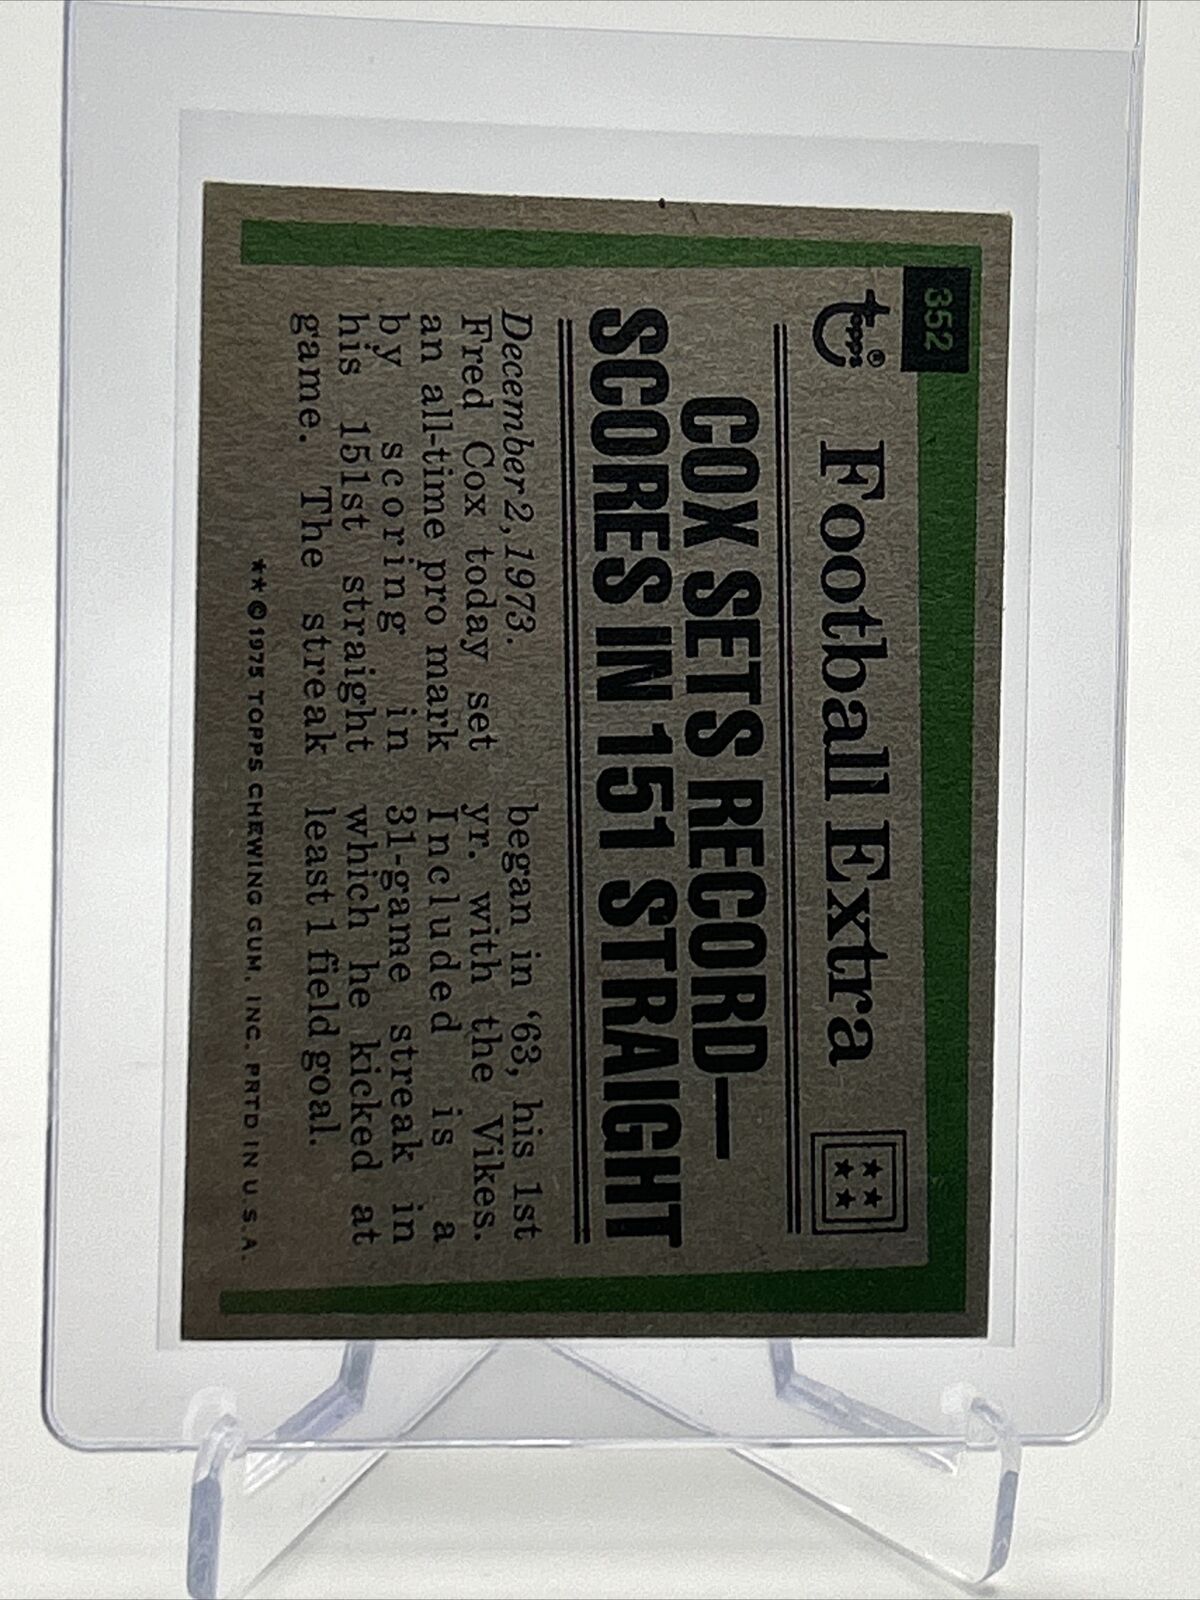 352
topps®
Football Extra
COX SETS RECORD—
SCORES IN 151 STRAIGHT
December 2, 1973.
Fred Cox today set
an all-time pro mark
by scoring in
his 151st straight
game. The streak
began in '63, his 1st
yr. with the Vikes.
Included is a
31-game streak in
which he kicked at
least 1 field goal.
★★©1975 TOPPS CHEWING GUM, INC. PRTD IN U.S.A.